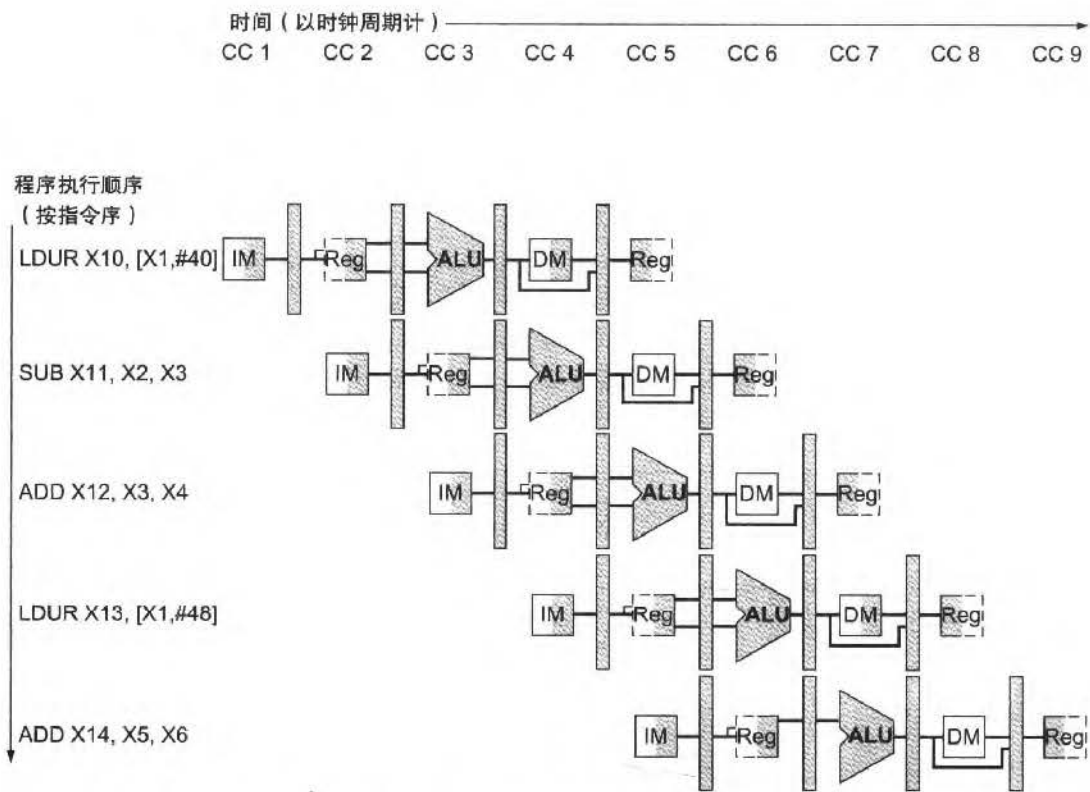 时间（以时钟周期计）
CC 1 CC 2 CC 3 CC 4 CC 5 CC 6 CC 7 CC 8 CC 9
程序执行顺序
（按指令序）
LDUR X10, [X1,#40] IM Reg ALU DM Reg
SUB X11, X2, X3 IM Reg ALU DM Reg
ADD X12, X3, X4 IM Reg ALU DM Reg
LDUR X13, [X1,#48] IM Reg ALU DM Reg
ADD X14, X5, X6 IM Reg ALU DM Reg